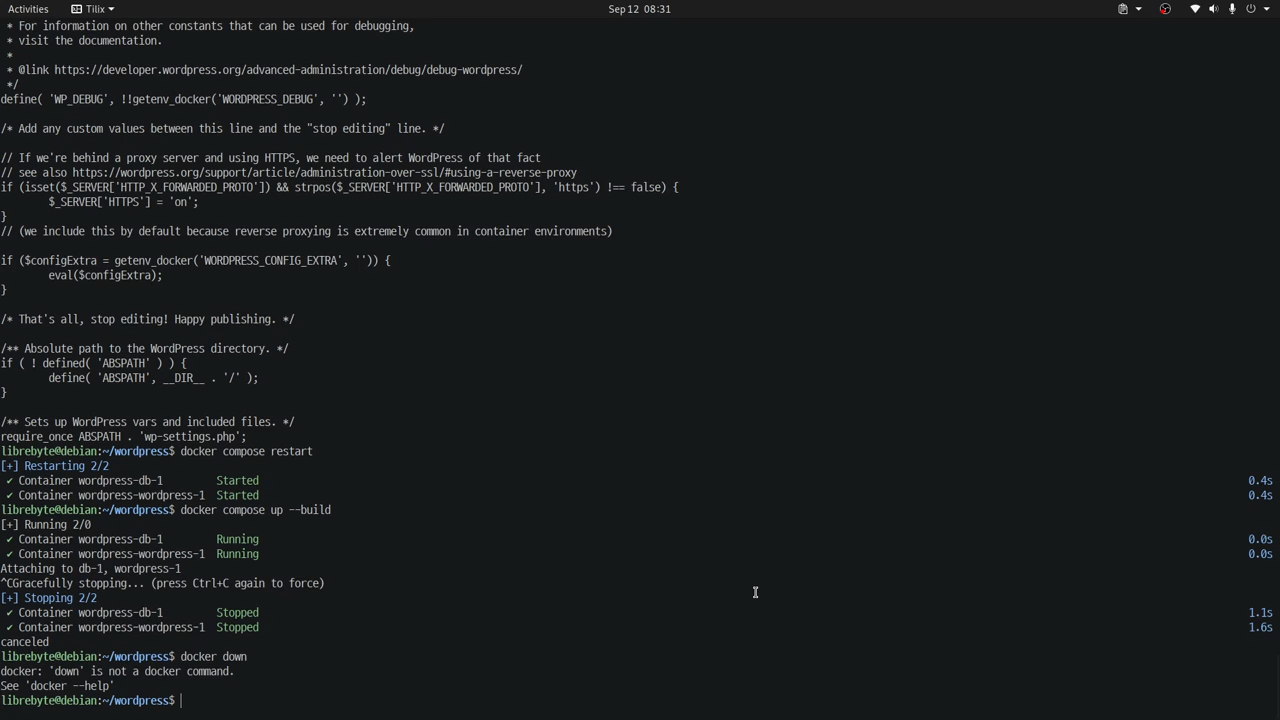 Activities Tilix Sep 12 08:31
* For information on other constants that can be used for debugging,
* visit the documentation.
*
* @link https://developer.wordpress.org/advanced-administration/debug/debug-wordpress/
*/
define( 'WP_DEBUG', !!getenv_docker('WORDPRESS_DEBUG', '') );
/* Add any custom values between this line and the "stop editing" line. */
// If we're behind a proxy server and using HTTPS, we need to alert WordPress of that fact
// see also https://wordpress.org/support/article/administration-over-ssl/#using-a-reverse-proxy
if (isset($_SERVER['HTTP_X_FORWARDED_PROTO']) && strpos($_SERVER['HTTP_X_FORWARDED_PROTO'], 'https') !== false) {
$_SERVER['HTTPS'] = 'on';
}
// (we include this by default because reverse proxying is extremely common in container environments)
if ($configExtra = getenv_docker('WORDPRESS_CONFIG_EXTRA', '')) {
eval($configExtra);
}
/* That's all, stop editing! Happy publishing. */
/** Absolute path to the WordPress directory. */
if ( ! defined( 'ABSPATH' ) ) {
define( 'ABSPATH', __DIR__ . '/' );
}
/** Sets up WordPress vars and included files. */
require_once ABSPATH . 'wp-settings.php';
librebyte@debian:~/wordpress$ docker compose restart
[+] Restarting 2/2
✔ Container wordpress-db-1 Started 0.4s
✔ Container wordpress-wordpress-1 Started 0.4s
librebyte@debian:~/wordpress$ docker compose up --build
[+] Running 2/0
✔ Container wordpress-db-1 Running 0.0s
✔ Container wordpress-wordpress-1 Running 0.0s
Attaching to db-1, wordpress-1
^CGracefully stopping... (press Ctrl+C again to force)
[+] Stopping 2/2
✔ Container wordpress-db-1 Stopped 1.1s
✔ Container wordpress-wordpress-1 Stopped 1.6s
canceled
librebyte@debian:~/wordpress$ docker down
docker: 'down' is not a docker command.
See 'docker --help'
librebyte@debian:~/wordpress$